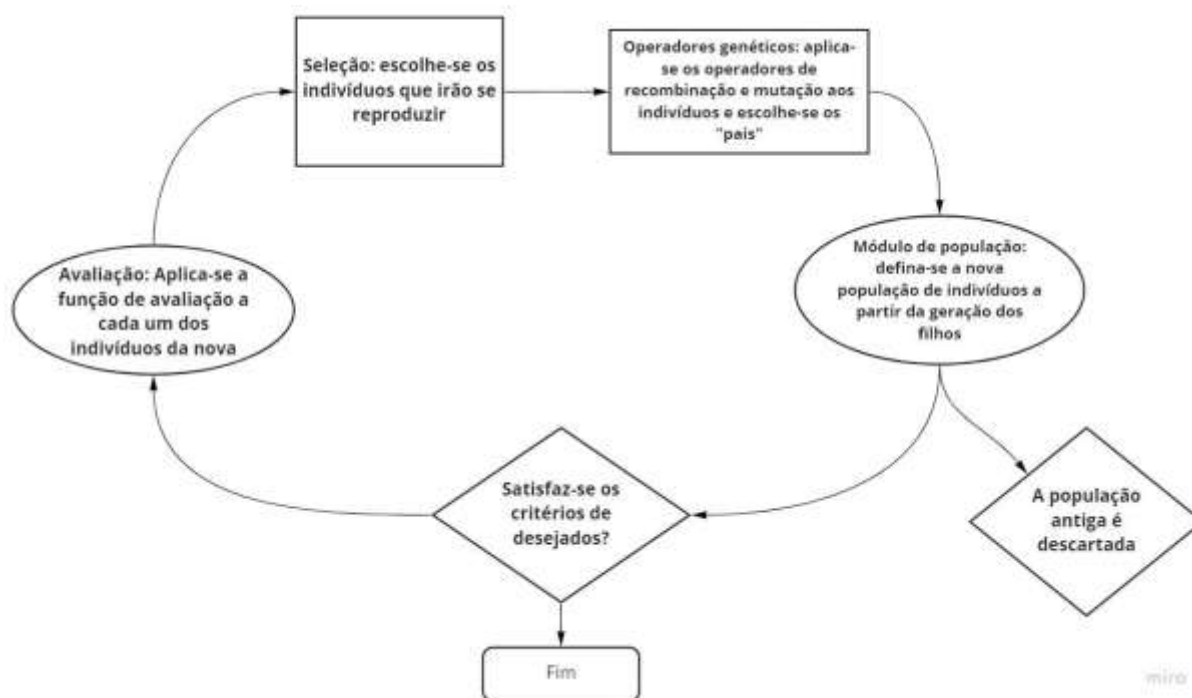 Seleção: escolhe-se os
indivíduos que irão se
reproduzir
Operadores genéticos: aplica-
se os operadores de
recombinação e mutação aos
indivíduos e escolhe-se os
"pais"
Avaliação: Aplica-se a
função de avaliação a
cada um dos
indivíduos da nova
Módulo de população:
defina-se a nova
população de indivíduos a
partir da geração dos
filhos
Satisfaz-se os
critérios de
desejados?
A população
antiga é
descartada
Fim
miro